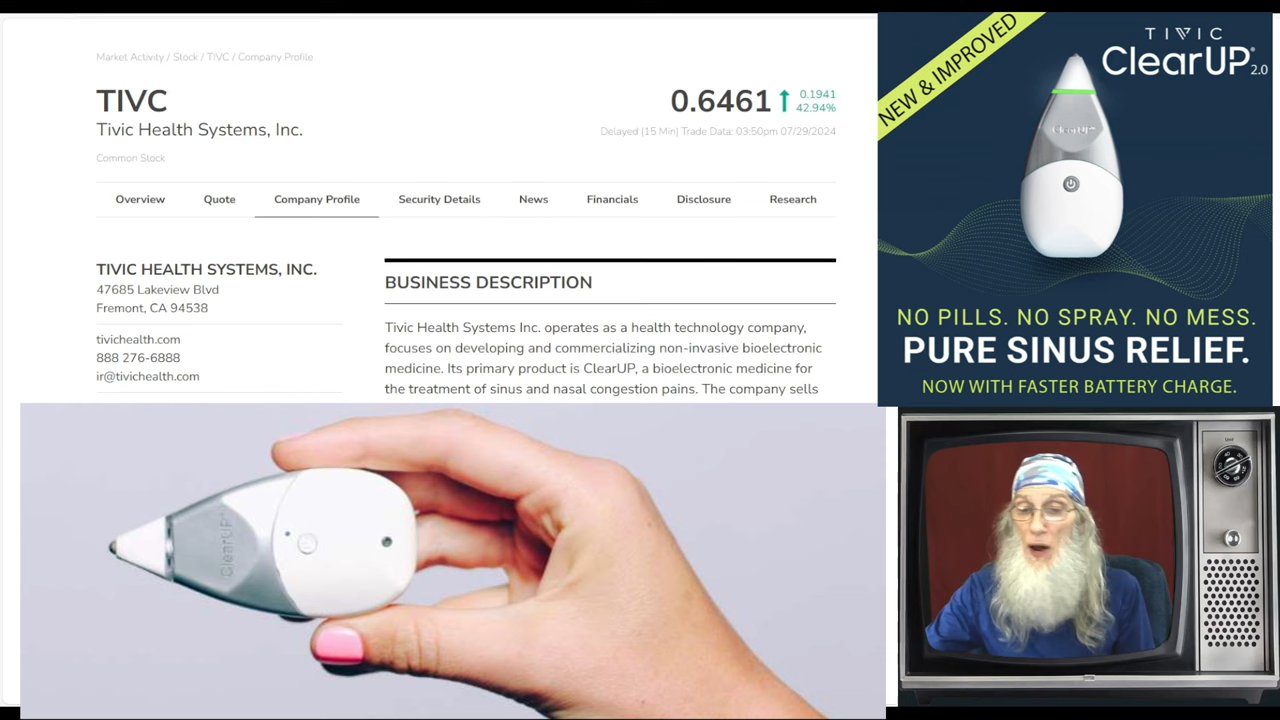 Market Activity / Stock / TIVC / Company Profile
TIVC
Tivic Health Systems, Inc.
Common Stock
0.6461
0.1941
42.94%
Delayed (15 Min) Trade Data: 03:50pm 07/29/2024
Overview Quote Company Profile Security Details News Financials Disclosure Research
TIVIC HEALTH SYSTEMS, INC.
47685 Lakeview Blvd
Fremont, CA 94538
tivichealth.com
888 276-6888
ir@tivichealth.com
BUSINESS DESCRIPTION
Tivic Health Systems Inc. operates as a health technology company,
focuses on developing and commercializing non-invasive bioelectronic
medicine. Its primary product is ClearUP, a bioelectronic medicine for
the treatment of sinus and nasal congestion pains. The company sells
NEW & IMPROVED
TIVIC
ClearUP® 2.0
ClearUP
NO PILLS. NO SPRAY. NO MESS.
PURE SINUS RELIEF.
NOW WITH FASTER BATTERY CHARGE.
ClearUP